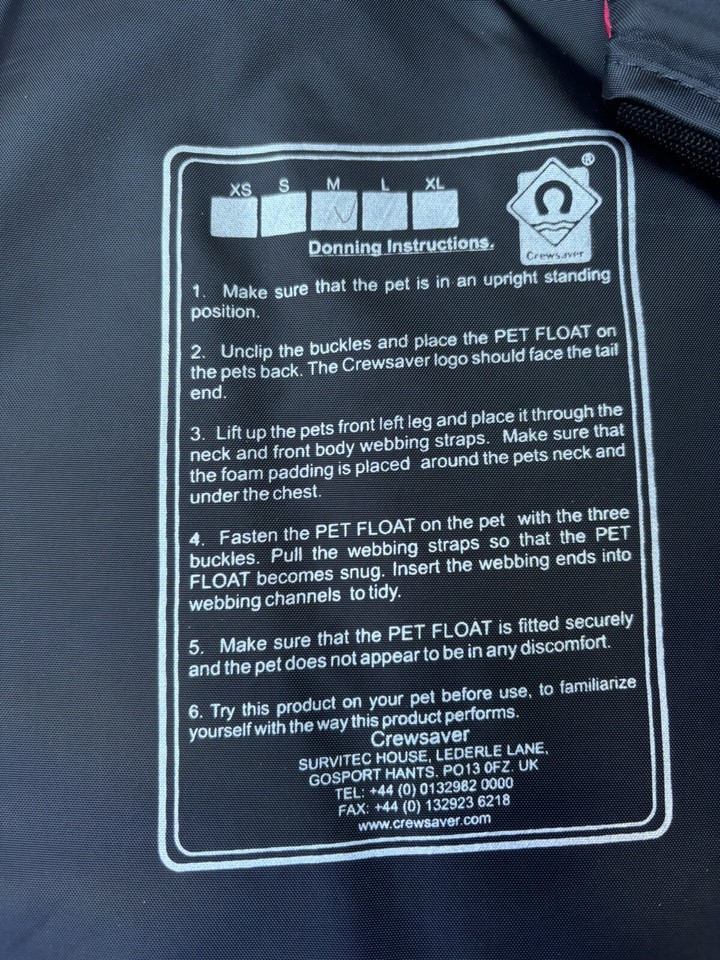 XS S M L XL
®
Crewsaver
Donning Instructions.
1. Make sure that the pet is in an upright standing
position.
2. Unclip the buckles and place the PET FLOAT on
the pets back. The Crewsaver logo should face the tail
end.
3. Lift up the pets front left leg and place it through the
neck and front body webbing straps. Make sure that
the foam padding is placed around the pets neck and
under the chest.
4. Fasten the PET FLOAT on the pet with the three
buckles. Pull the webbing straps so that the PET
FLOAT becomes snug. Insert the webbing ends into
webbing channels to tidy.
5. Make sure that the PET FLOAT is fitted securely
and the pet does not appear to be in any discomfort.
6. Try this product on your pet before use, to familiarize
yourself with the way this product performs.
Crewsaver
SURVITEC HOUSE, LEDERLE LANE,
GOSPORT HANTS. PO13 0FZ. UK
TEL: +44 (0) 0132982 0000
FAX: +44 (0) 132923 6218
www.crewsaver.com